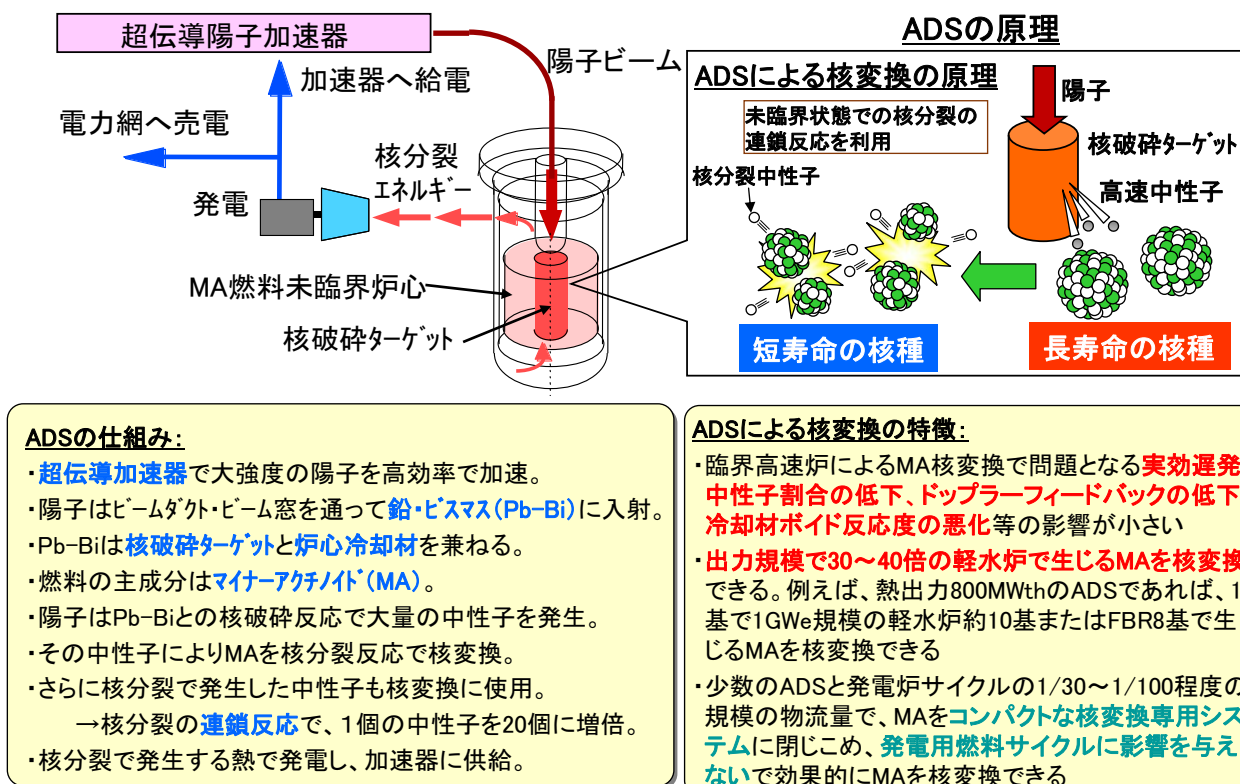 超伝導陽子加速器
陽子ビーム
加速器へ給電
電力網へ売電
発電
核分裂
エネルギー
MA燃料未臨界炉心
核破砕ターゲット
ADSの原理
ADSによる核変換の原理
未臨界状態での核分裂の
連鎖反応を利用
核分裂中性子
陽子
核破砕ターゲット
高速中性子
短寿命の核種
長寿命の核種
ADSの仕組み:
・超伝導加速器で大強度の陽子を高効率で加速。
・陽子はビームダクト・ビーム窓を通って鉛・ビスマス(Pb-Bi)に入射。
・Pb-Biは核破砕ターゲットと炉心冷却材を兼ねる。
・燃料の主成分はマイナーアクチノイド(MA)。
・陽子はPb-Biとの核破砕反応で大量の中性子を発生。
・その中性子によりMAを核分裂反応で核変換。
・さらに核分裂で発生した中性子も核変換に使用。
→核分裂の連鎖反応で、1個の中性子を20個に増倍。
・核分裂で発生する熱で発電し、加速器に供給。
ADSによる核変換の特徴:
・臨界高速炉によるMA核変換で問題となる実効遅発
中性子割合の低下、ドップラーフィードバックの低下
冷却材ボイド反応度の悪化等の影響が小さい
・出力規模で30~40倍の軽水炉で生じるMAを核変換
できる。例えば、熱出力800MWthのADSであれば、1
基で1GWe規模の軽水炉約10基またはFBR8基で生
じるMAを核変換できる
・少数のADSと発電炉サイクルの1/30~1/100程度の
規模の物流量で、MAをコンパクトな核変換専用シス
テムに閉じこめ、発電用燃料サイクルに影響を与え
ないで効果的にMAを核変換できる